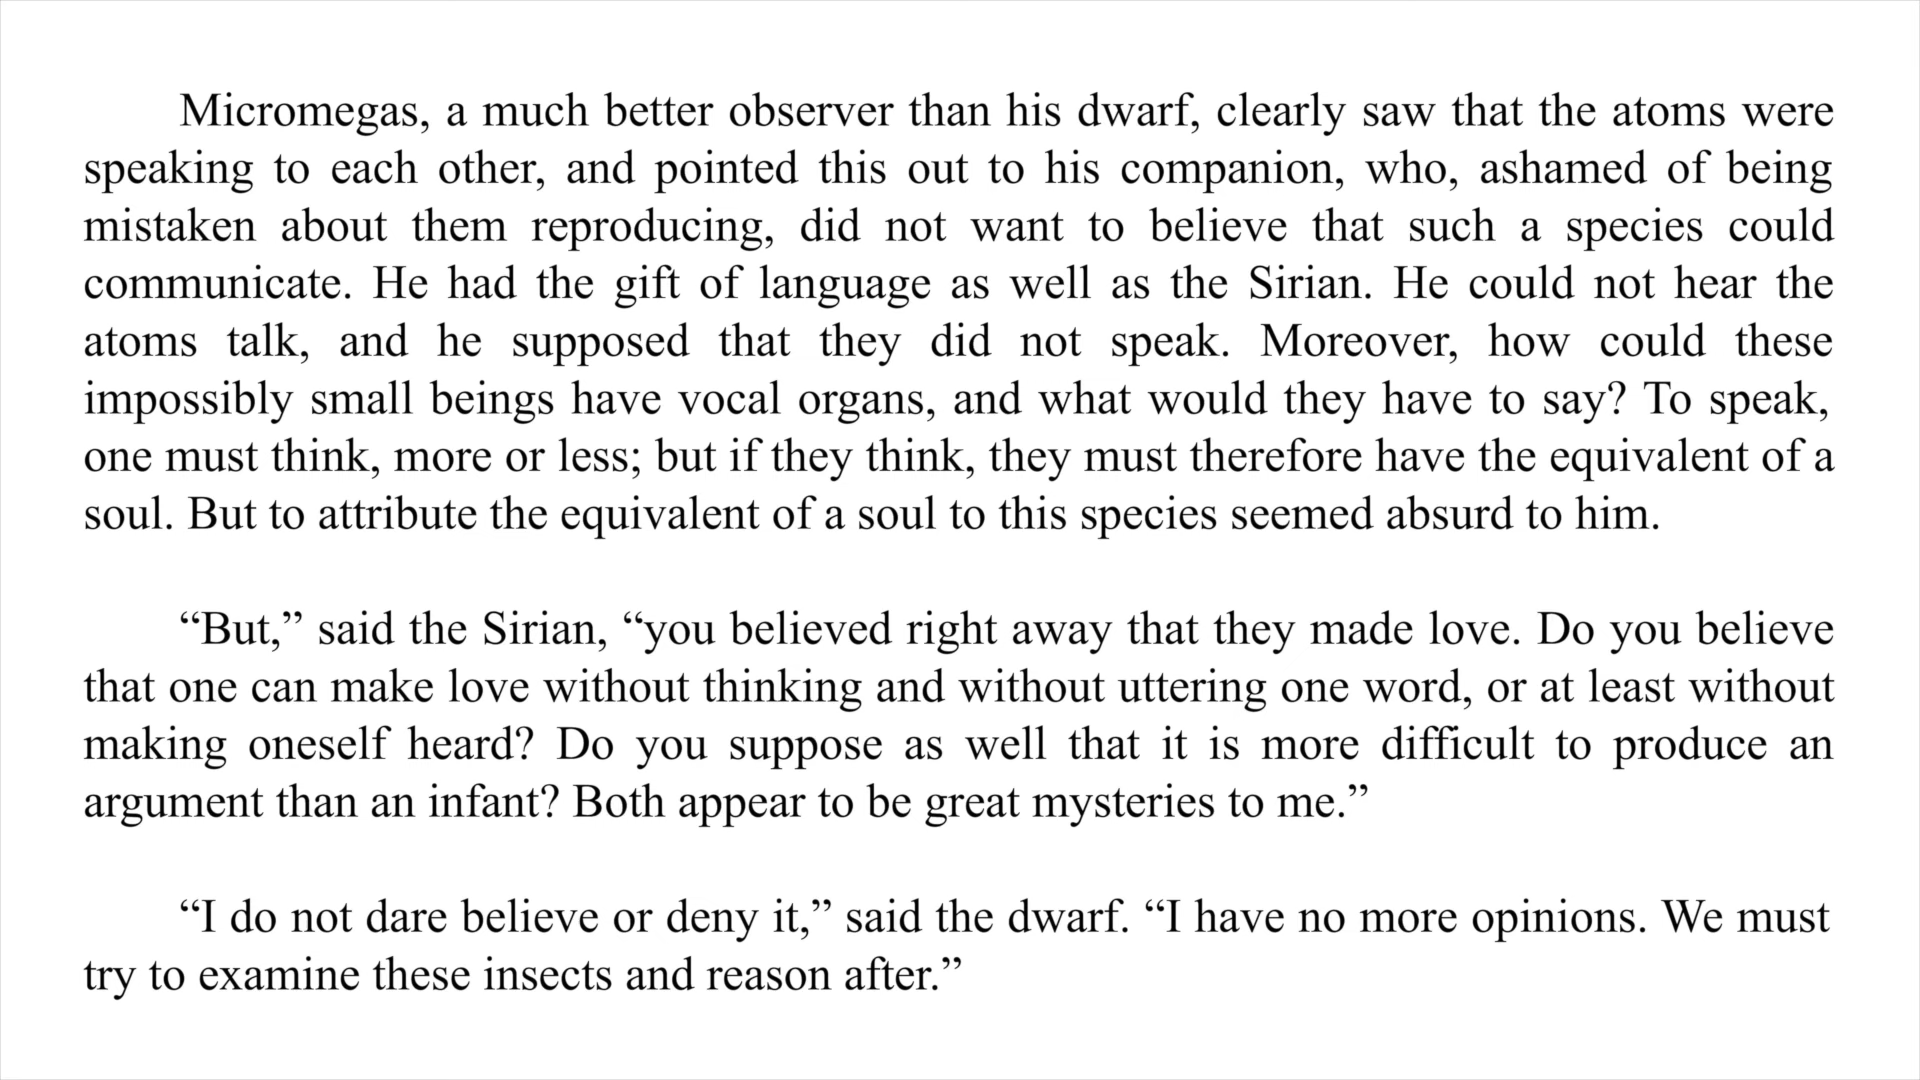 Micromegas, a much better observer than his dwarf, clearly saw that the atoms were
speaking to each other, and pointed this out to his companion, who, ashamed of being
mistaken about them reproducing, did not want to believe that such a species could
communicate. He had the gift of language as well as the Sirian. He could not hear the
atoms talk, and he supposed that they did not speak. Moreover, how could these
impossibly small beings have vocal organs, and what would they have to say? To speak,
one must think, more or less; but if they think, they must therefore have the equivalent of a
soul. But to attribute the equivalent of a soul to this species seemed absurd to him.
“But,” said the Sirian, “you believed right away that they made love. Do you believe
that one can make love without thinking and without uttering one word, or at least without
making oneself heard? Do you suppose as well that it is more difficult to produce an
argument than an infant? Both appear to be great mysteries to me.”
“I do not dare believe or deny it,” said the dwarf. “I have no more opinions. We must
try to examine these insects and reason after.”